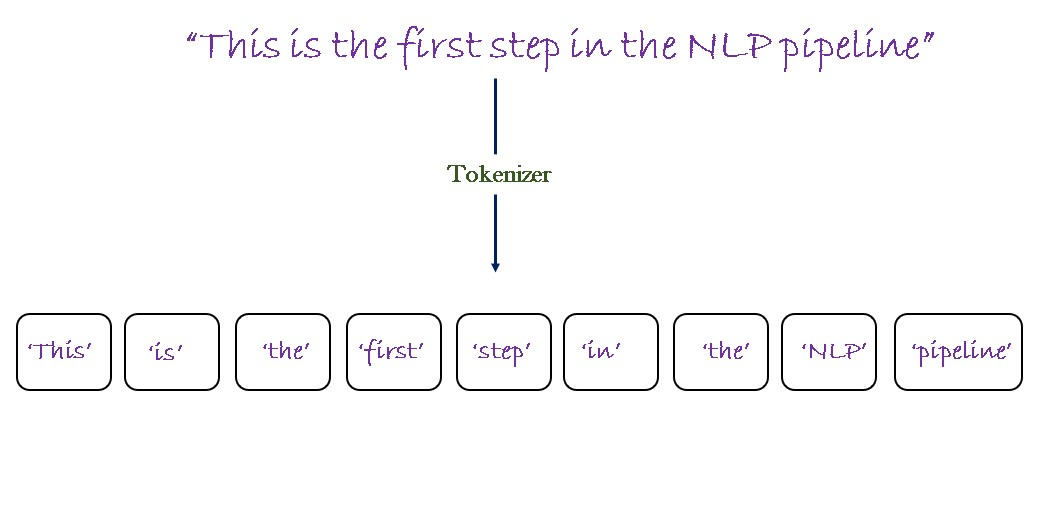 “This is the first step in the NLP pipeline”
Tokenizer
‘This’ ‘is’ ‘the’ ‘first’ ‘step’ ‘in’ ‘the’ ‘NLP’ ‘pipeline’